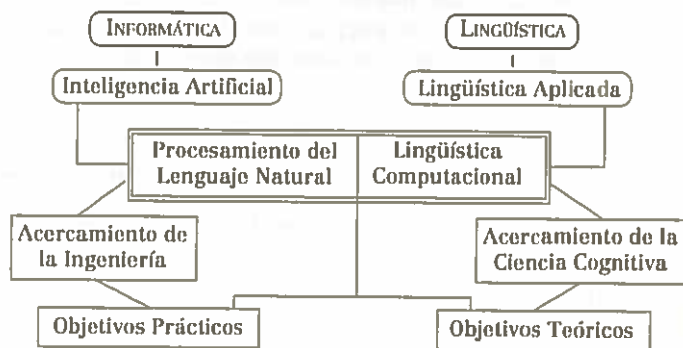 INFORMÁTICA
LINGÜÍSTICA
Inteligencia Artificial
Lingüística Aplicada
Procesamiento del
Lenguaje Natural
Lingüística
Computacional
Acercamiento de
la Ingeniería
Acercamiento de la
Ciencia Cognitiva
Objetivos Prácticos
Objetivos Teóricos